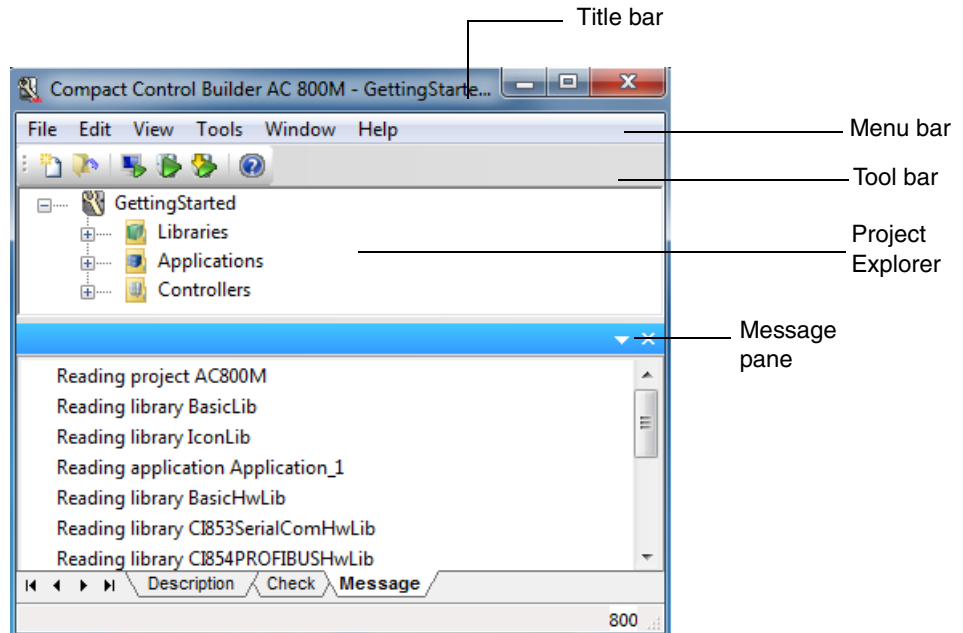 Title bar
Compact Control Builder AC 800M - GettingStarte...
File Edit View Tools Window Help
Menu bar
Tool bar
GettingStarted
Libraries
Applications
Controllers
Project
Explorer
Message
pane
Reading project AC800M
Reading library BasicLib
Reading library IconLib
Reading application Application_1
Reading library BasicHwLib
Reading library CI853SerialComHwLib
Reading library CI854PROFIBUSHwLib
Description Check Message
800